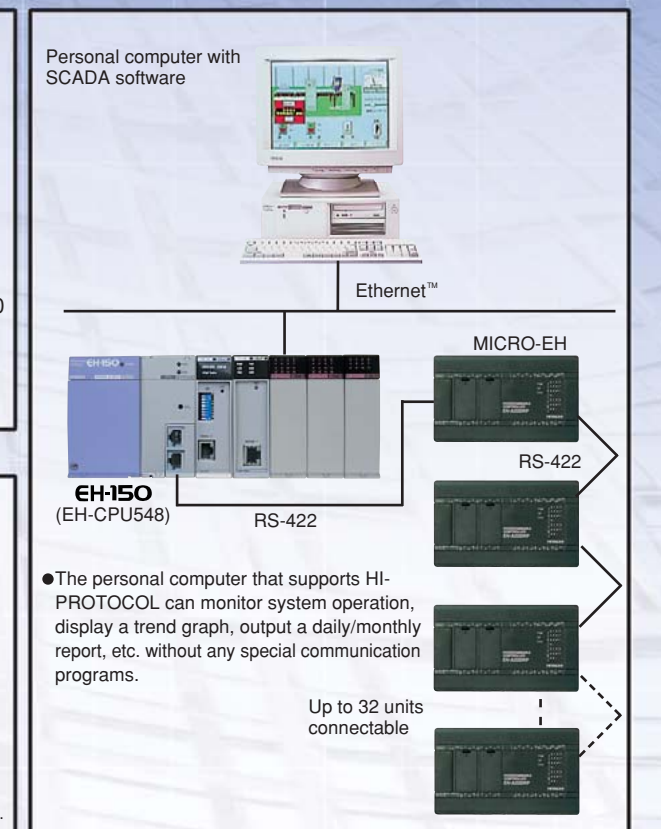 Personal computer with
SCADA software
Ethernet™
MICRO-EH
EH-150
RS-422
EH-150
(EH-CPU548)
RS-422
●The personal computer that supports HI-
PROTOCOL can monitor system operation,
display a trend graph, output a daily/monthly
report, etc. without any special communication
programs.
Up to 32 units
connectable